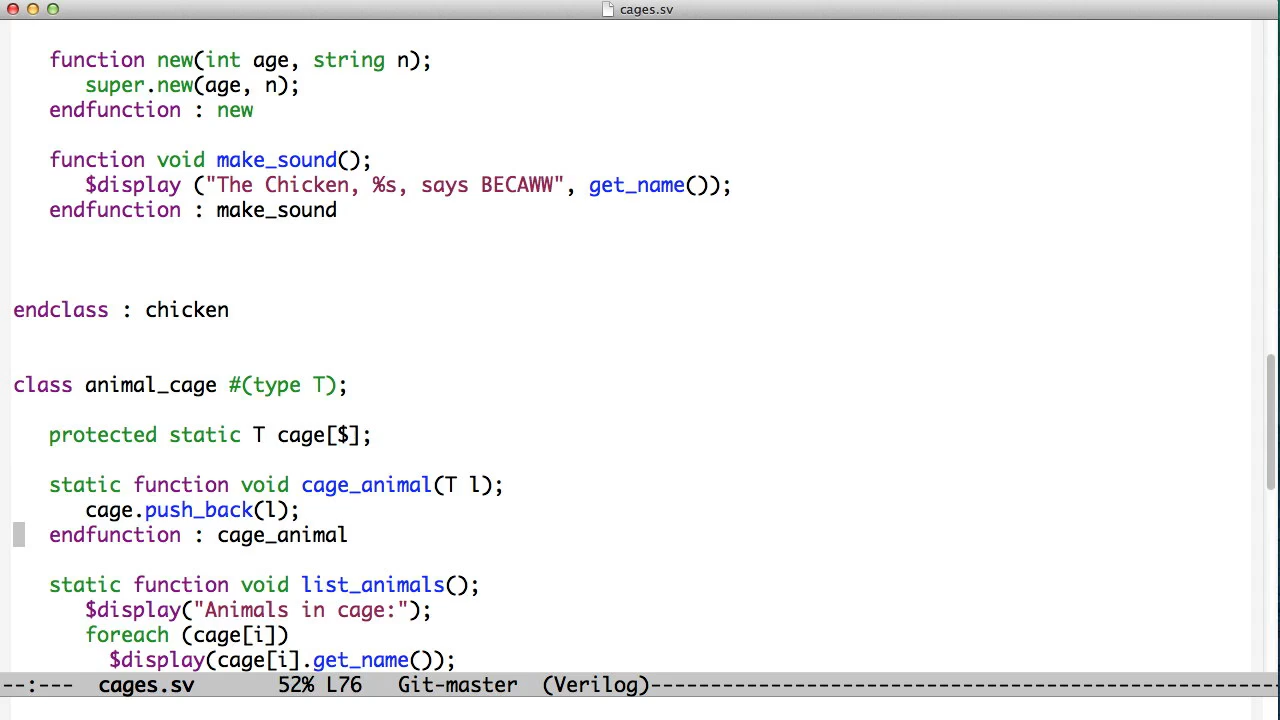 cages.sv
function new(int age, string n);
super.new(age, n);
endfunction : new
function void make_sound();
$display ("The Chicken, %s, says BECAWW", get_name());
endfunction : make_sound
endclass : chicken
class animal_cage #(type T);
protected static T cage[$];
static function void cage_animal(T l);
cage.push_back(l);
endfunction : cage_animal
static function void list_animals();
$display("Animals in cage:");
foreach (cage[i])
$display(cage[i].get_name());
--:--- cages.sv 52% L76 Git-master (Verilog)----------------------------------------------------